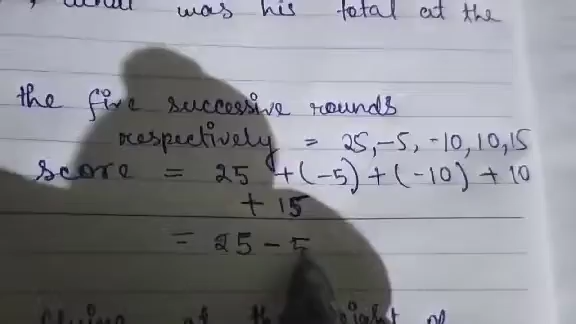 was his total at the
the five successive rounds
respectively = 25, -5, -10, 10, 15
score = 25 + (-5) + (-10) + 10
+ 15
= 25 - 5